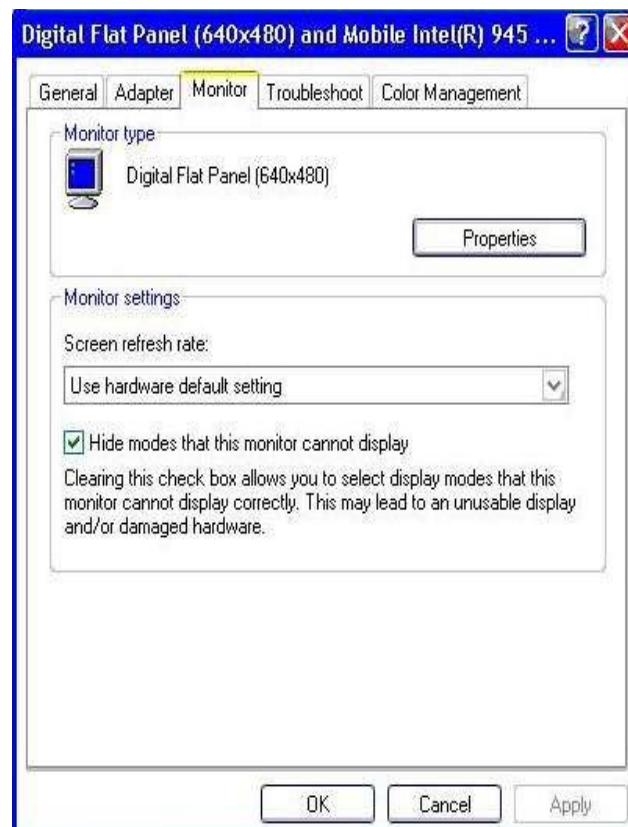 Digital Flat Panel (640x480) and Mobile Intel(R) 945 ...
General Adapter Monitor Troubleshoot Color Management
Monitor type
Digital Flat Panel (640x480)
Properties
Monitor settings
Screen refresh rate:
Use hardware default setting
Hide modes that this monitor cannot display
Clearing this check box allows you to select display modes that this
monitor cannot display correctly. This may lead to an unusable display
and/or damaged hardware.
OK Cancel Apply